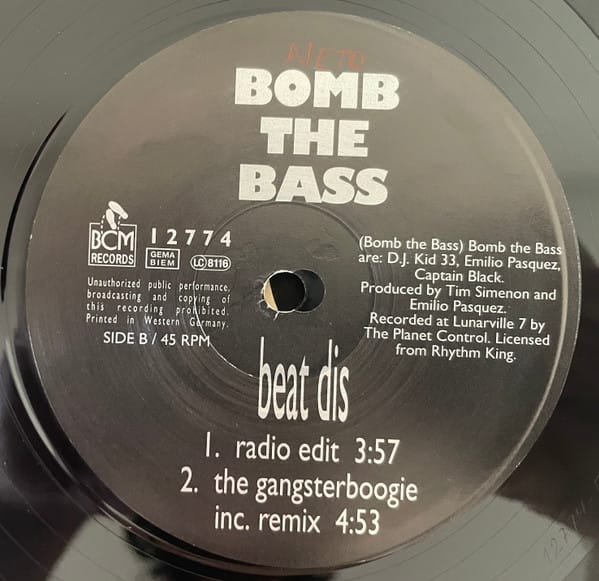 NETO
BOMB
THE
BASS
BCM
RECORDS
12774
GEMA
BIEM
LC 8116
Unauthorized public performance,
broadcasting and copying of
this recording prohibited.
Printed in Western Germany.
SIDE B / 45 RPM
(Bomb the Bass) Bomb the Bass
are: D.J. Kid 33, Emilio Pasquez,
Captain Black.
Produced by Tim Simenon and
Emilio Pasquez.
Recorded at Lunarville 7 by
The Planet Control. Licensed
from Rhythm King.
beat dis
1. radio edit 3:57
2. the gangsterboogie
inc. remix 4:53